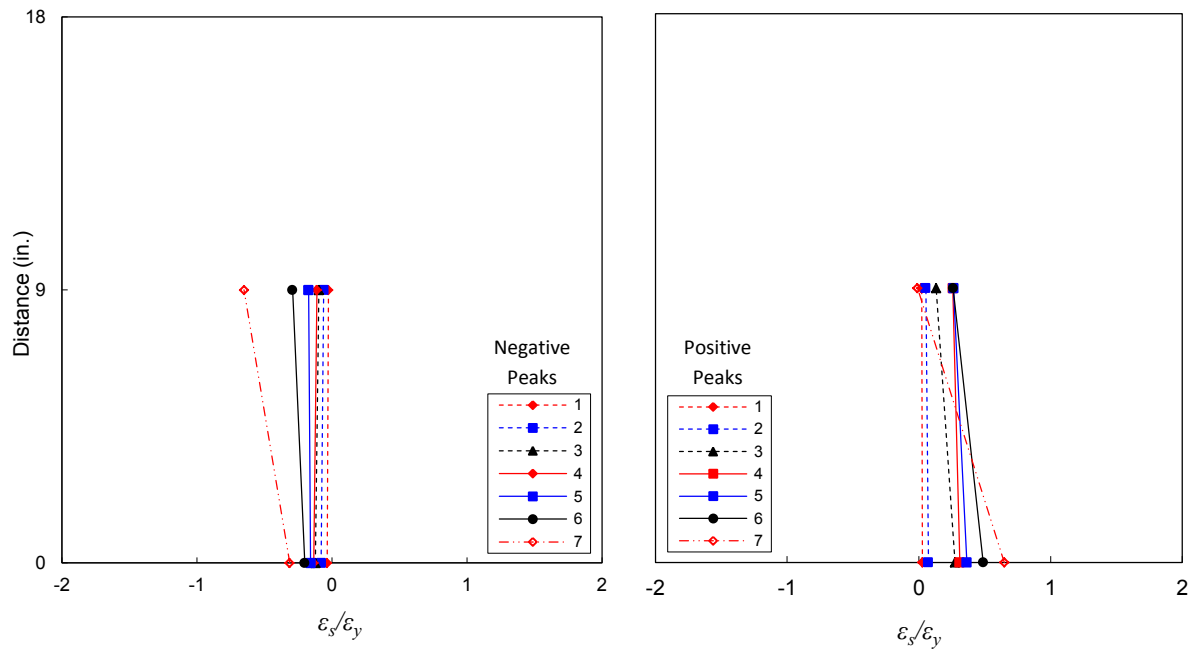 18
9
0
Distance (in.)
-2 -1 0 1 2
εs/εy
Negative
Peaks
1
2
3
4
5
6
7
-2 -1 0 1 2
εs/εy
Positive
Peaks
1
2
3
4
5
6
7